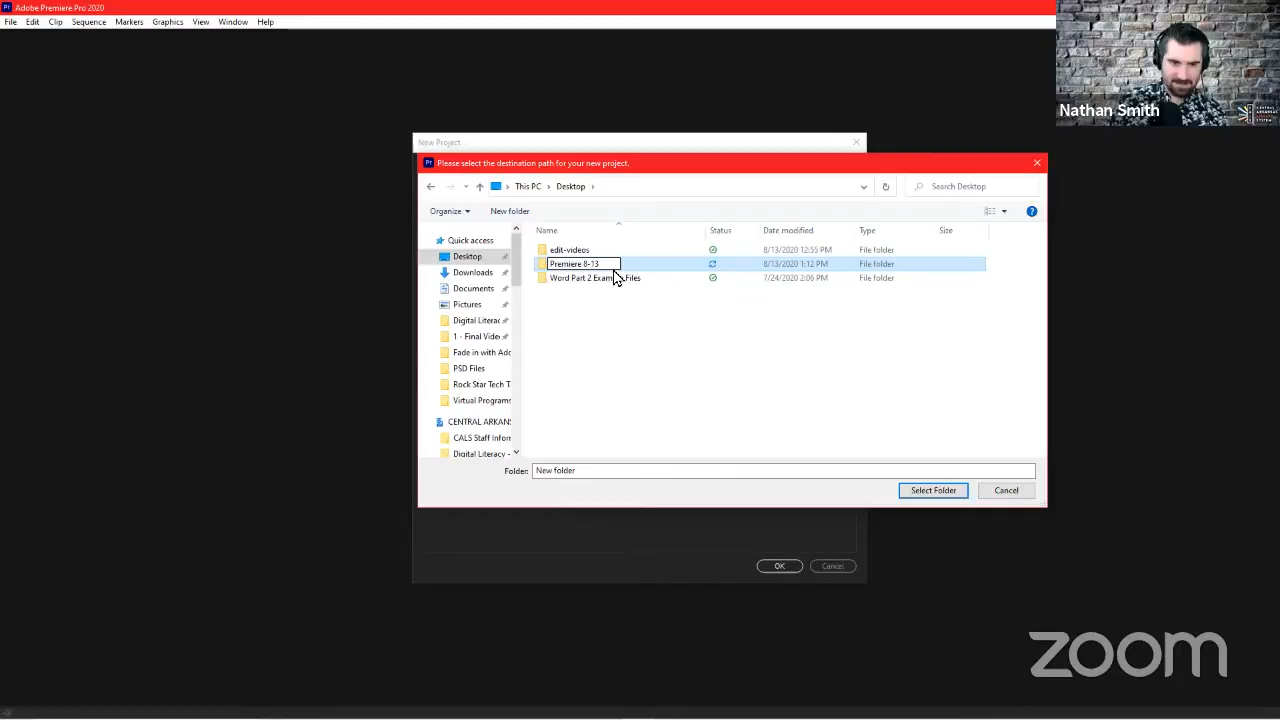 Adobe Premiere Pro 2020
File Edit Clip Sequence Markers Graphics View Window Help
Nathan Smith
New Project
Please select the destination path for your new project.
This PC Desktop
Search Desktop
Organize New folder
Name Status Date modified Type Size
Quick access
Desktop
Downloads
Documents
Pictures
Digital Literac
1 - Final Vide
Fade in with Ado
PSD Files
Rock Star Tech T
Virtual Programs
CENTRAL ARKANS
CALS Staff Inforn
Digital Literacy -
edit-videos 8/13/2020 12:55 PM File folder
Premiere 8-13 8/13/2020 1:12 PM File folder
Word Part 2 Exam Files 7/24/2020 2:06 PM File folder
Folder: New folder
Select Folder Cancel
OK Cancel
zoom